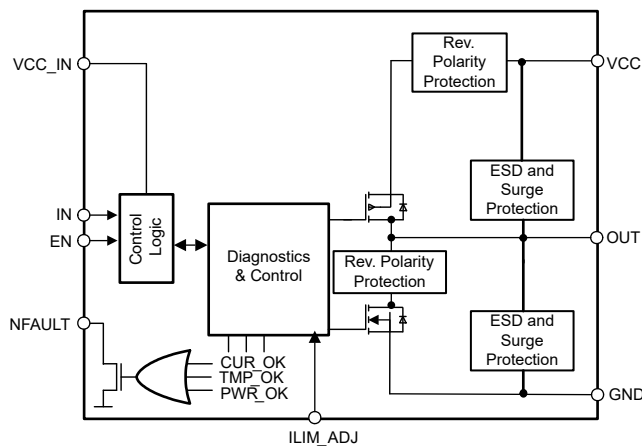 Rev.
Polarity
Protection
VCC_IN
VCC
ESD and
Surge
Protection
IN
EN
Control
Logic
Diagnostics
& Control
OUT
Rev. Polarity
Protection
NFAULT
ESD and
Surge
Protection
CUR_OK
TMP_OK
PWR_OK
GND
ILIM_ADJ